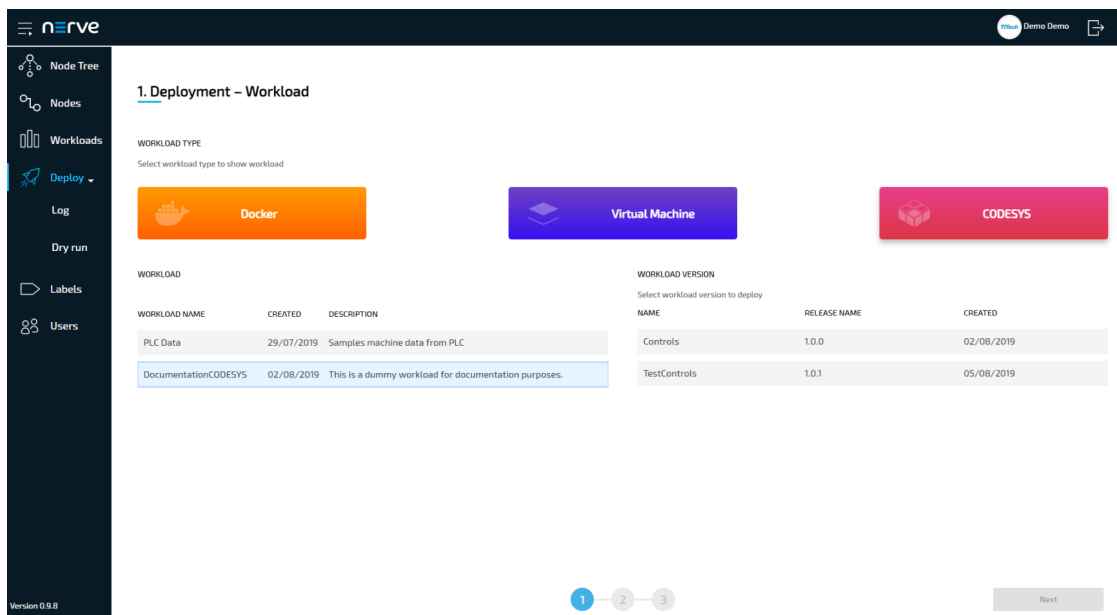 nerve
TTTech Demo Demo
Node Tree
Nodes
Workloads
Deploy
Log
Dry run
Labels
Users
Version 0.9.8
1. Deployment – Workload
WORKLOAD TYPE
Select workload type to show workload
Docker
Virtual Machine
CODESYS
WORKLOAD
WORKLOAD NAME CREATED DESCRIPTION
PLC Data 29/07/2019 Samples machine data from PLC
DocumentationCODESYS 02/08/2019 This is a dummy workload for documentation purposes.
WORKLOAD VERSION
Select workload version to deploy
NAME RELEASE NAME CREATED
Controls 1.0.0 02/08/2019
TestControls 1.0.1 05/08/2019
1 2 3
Next